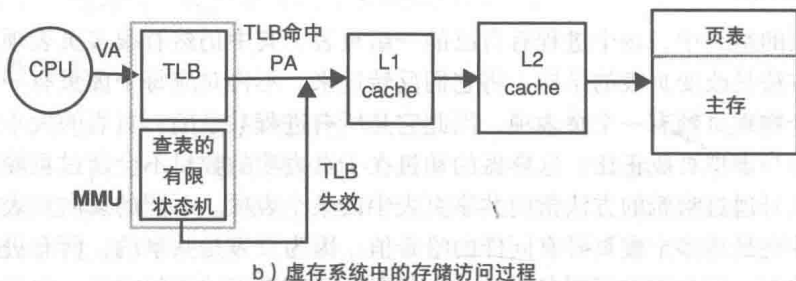 CPU
VA
TLB
TLB命中
PA
L1
cache
L2
cache
页表
主存
查表的
有限
状态机
MMU
TLB
失效
b）虚存系统中的存储访问过程